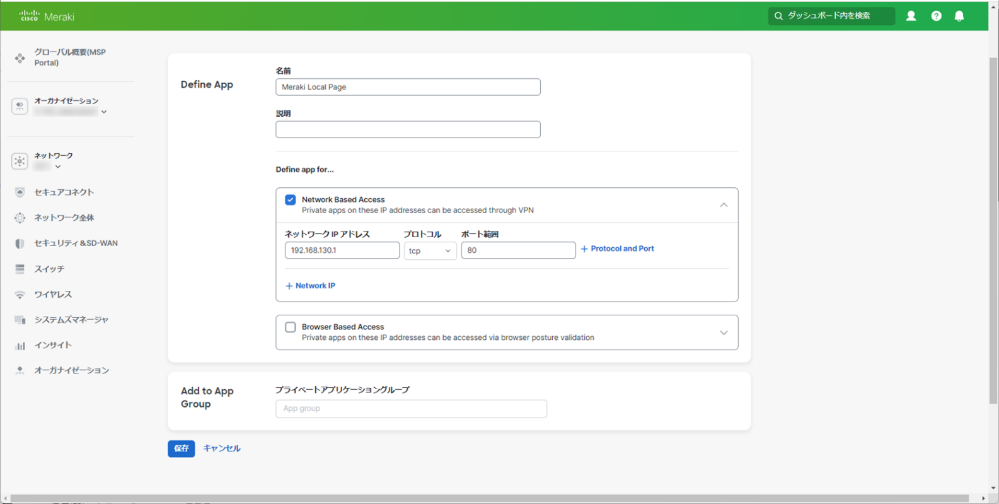 cisco Meraki
ダッシュボード内を検索
グローバル概要(MSP
Portal)
オーガナイゼーション
ネットワーク
セキュアコネクト
ネットワーク全体
セキュリティ&SD-WAN
スイッチ
ワイヤレス
システムズマネージャ
インサイト
オーガナイゼーション
Define App
名前
Meraki Local Page
説明
Define app for...
Network Based Access
Private apps on these IP addresses can be accessed through VPN
ネットワーク IP アドレス プロトコル ポート範囲
192.168.130.1 tcp 80 + Protocol and Port
+ Network IP
Browser Based Access
Private apps on these IP addresses can be accessed via browser posture validation
Add to App
Group
プライベートアプリケーショングループ
App group
保存 キャンセル